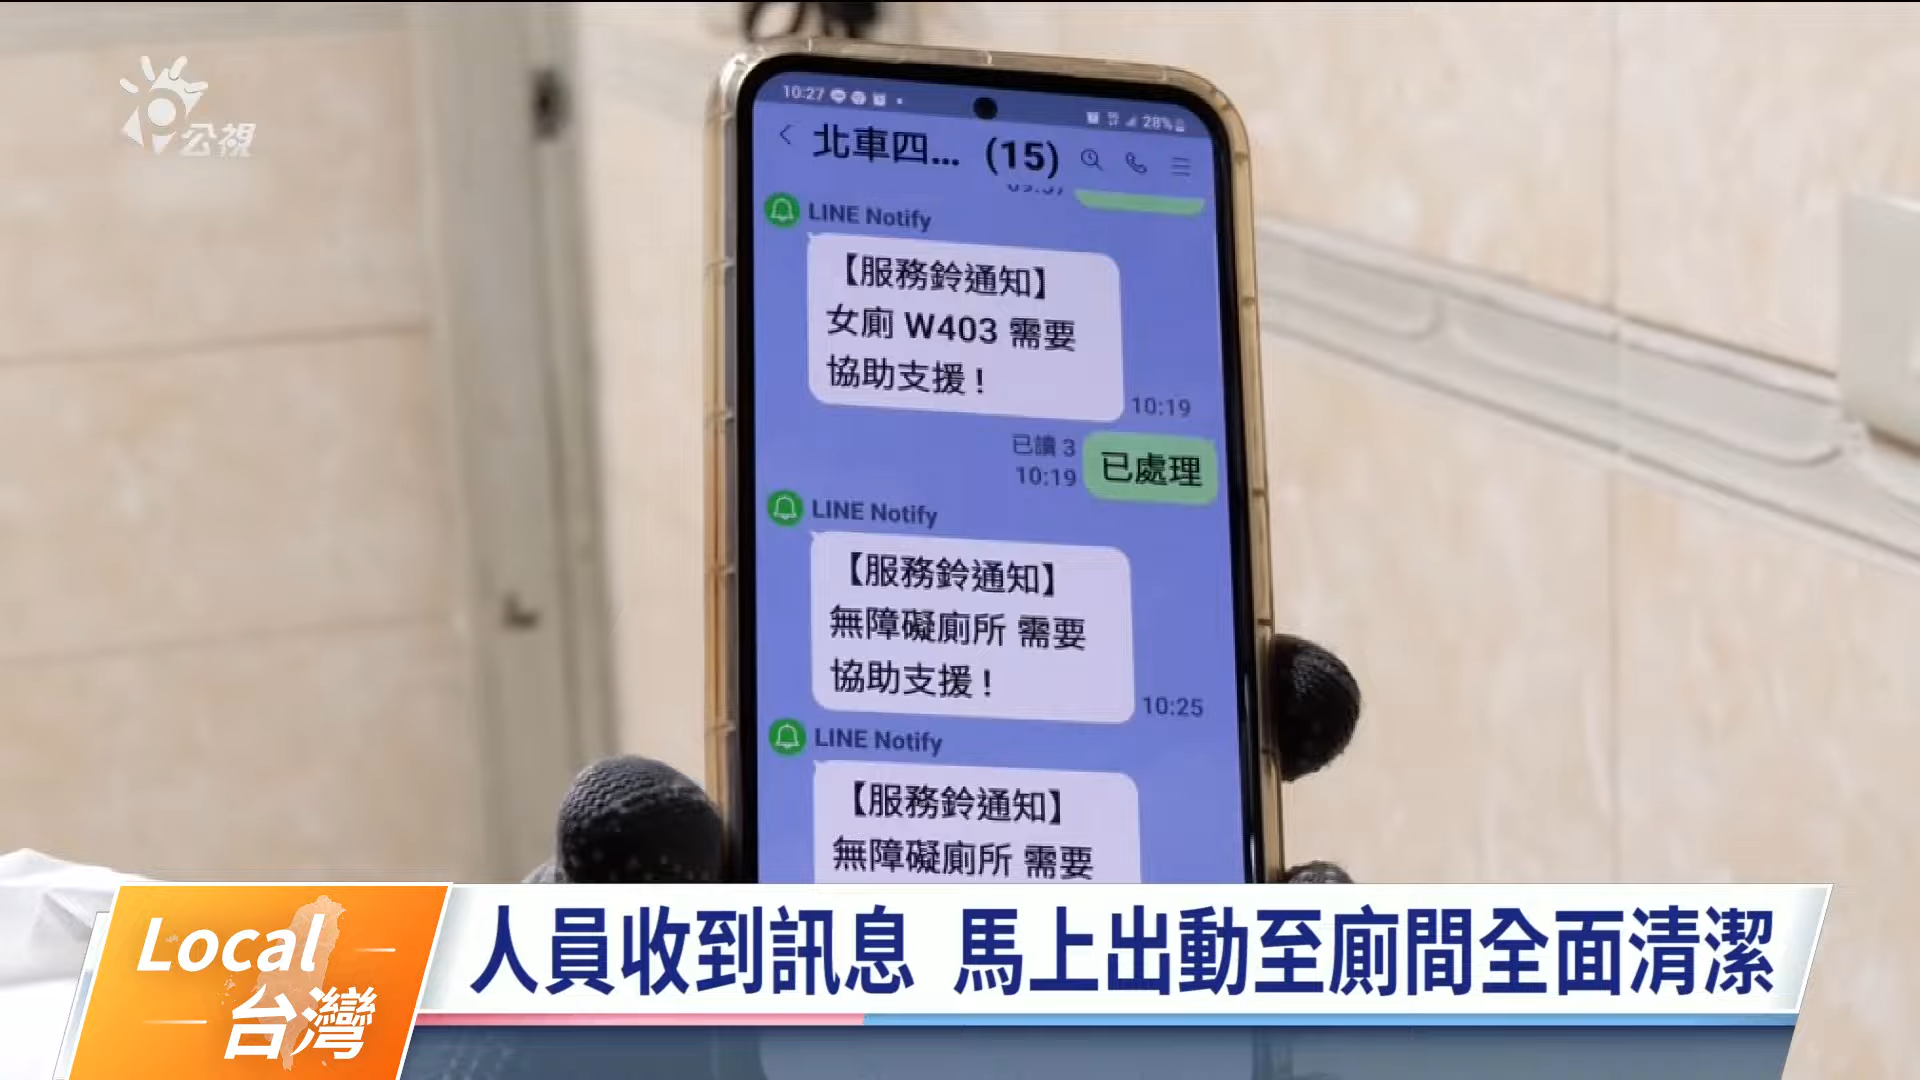 公視
10:27
28%
北車四... (15)
LINE Notify
【服務鈴通知】
女廁 W403 需要
協助支援!
10:19
已讀 3
10:19
已處理
LINE Notify
【服務鈴通知】
無障礙廁所 需要
協助支援!
10:25
LINE Notify
【服務鈴通知】
無障礙廁所 需要
Local
台灣
人員收到訊息 馬上出動至廁間全面清潔